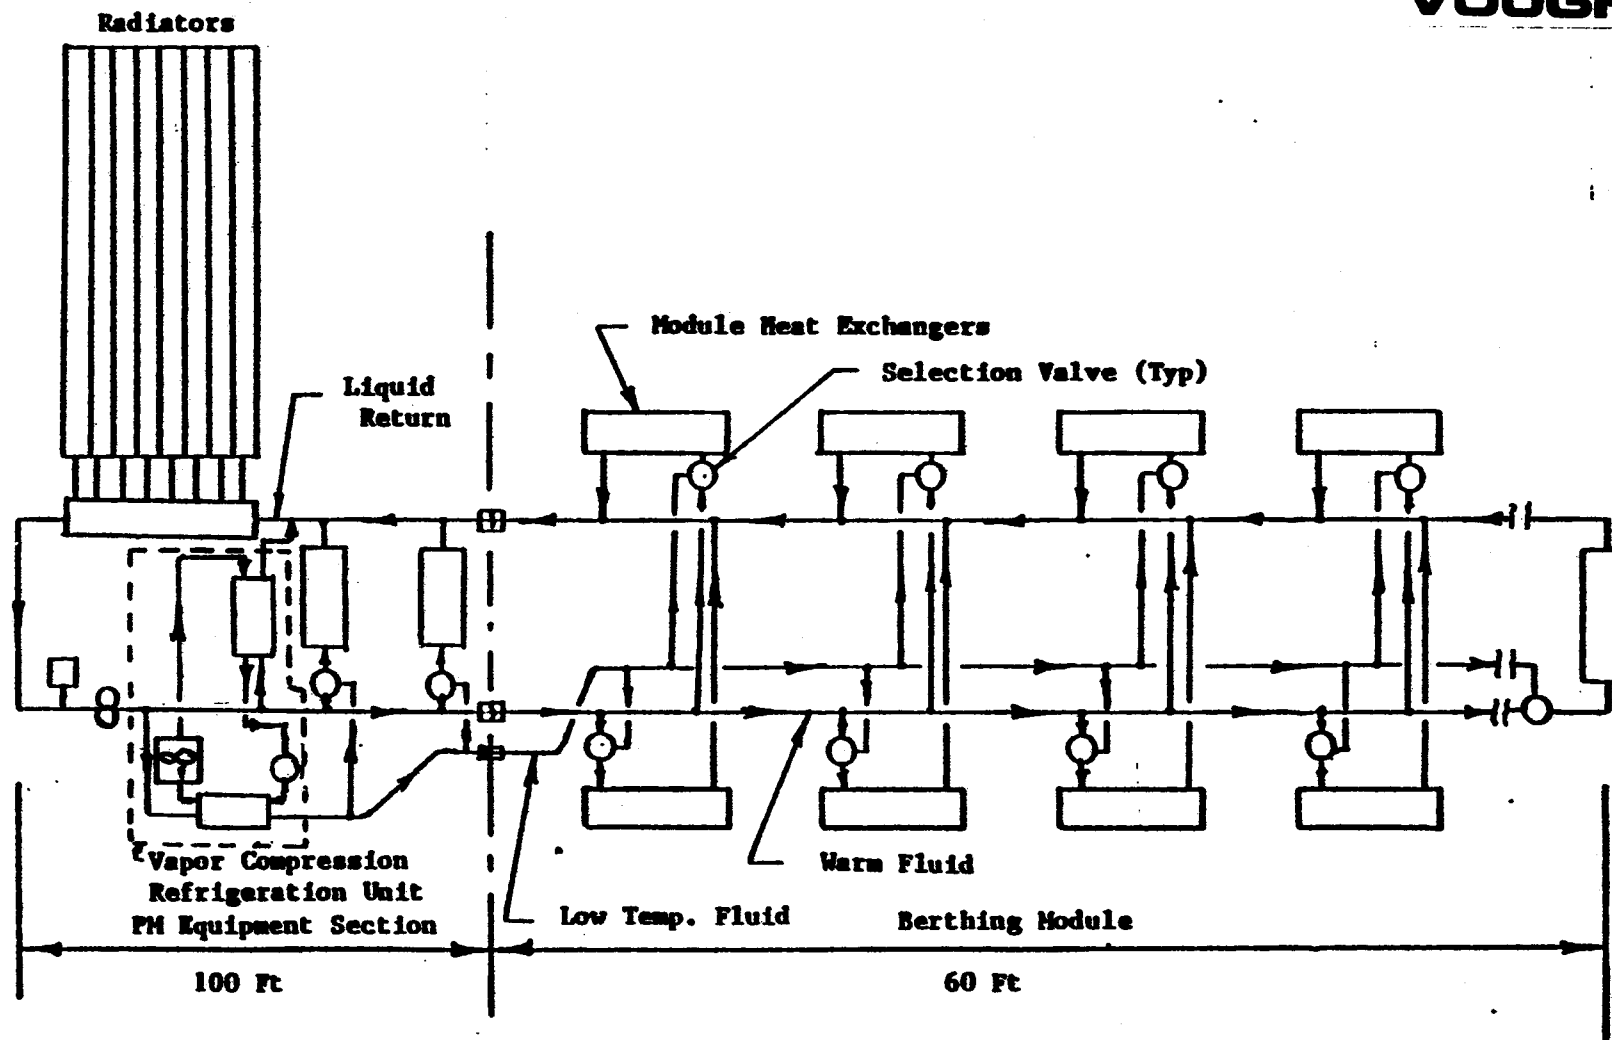 Radiators
Module Heat Exchangers
Selection Valve (Typ)
Liquid
Return
Vapor Compression
Refrigeration Unit
PM Equipment Section
Warm Fluid
Low Temp. Fluid
Berthing Module
100 Ft
60 Ft